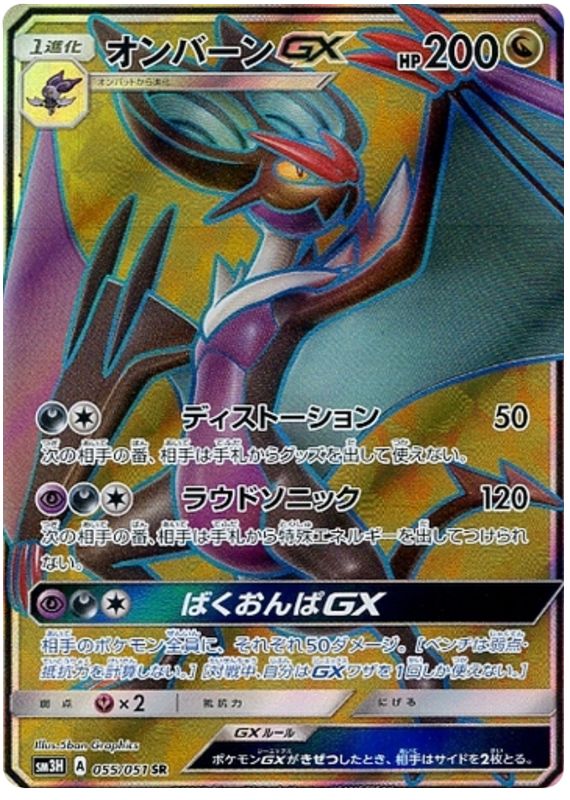 1進化 オンバーンGX HP200
オンバットから進化
ディストーション 50
次の相手の番、相手は手札からグッズを出して使えない。
ラウドソニック 120
次の相手の番、相手は手札から特殊エネルギーを出してつけられ
ない。
ばくおんぱGX
相手のポケモン全員に、それぞれ50ダメージ。[ベンチは弱点・
抵抗力を計算しない。][対戦中、自分はGXワザを1回しか使えない。]
弱点 ×2 抵抗力 にげる
Illus.5ban Graphics
GXルール
SM3H A 055/051 SR
ポケモンGXがきぜつしたとき、相手はサイドを2枚とる。